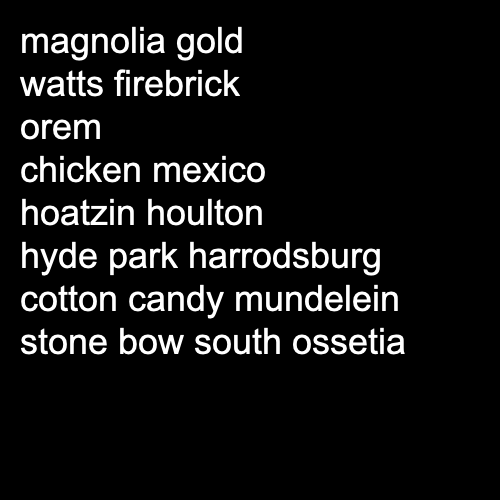 magnolia gold
watts firebrick
orem
chicken mexico
hoatzin houlton
hyde park harrodsburg
cotton candy mundelein
stone bow south ossetia